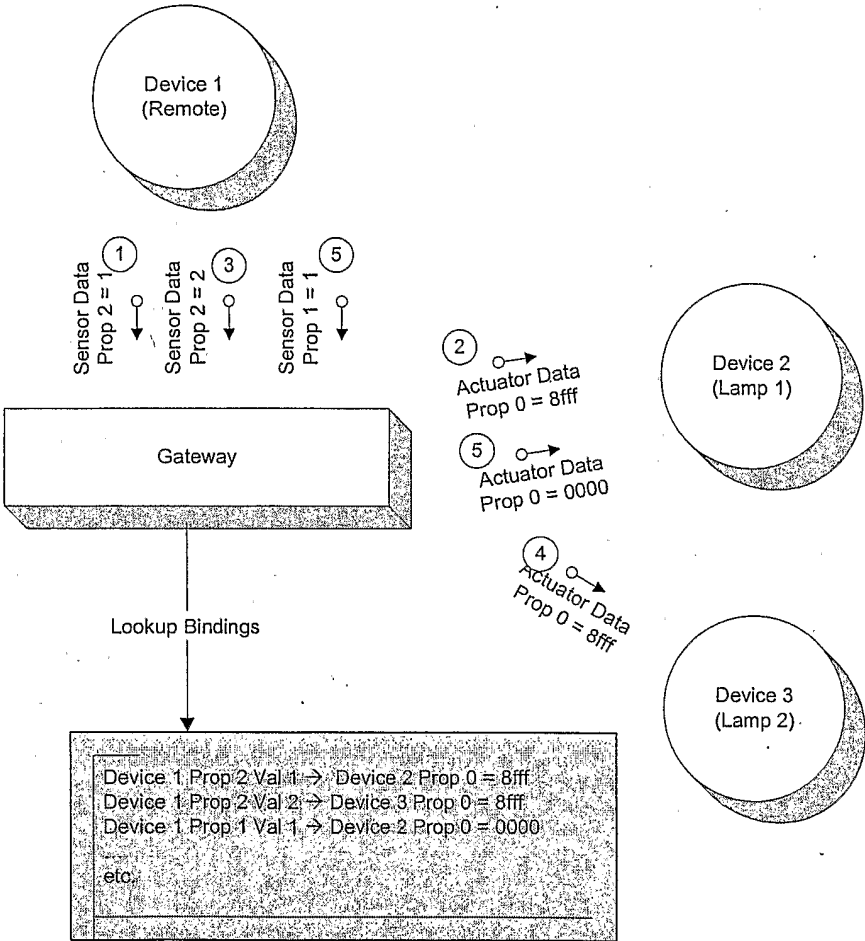 Device 1
(Remote)
1
Sensor Data
Prop 2 = 1
3
Sensor Data
Prop 2 = 2
5
Sensor Data
Prop 1 = 1
2
Actuator Data
Prop 0 = 8fff
Device 2
(Lamp 1)
Gateway
5
Actuator Data
Prop 0 = 0000
4
Actuator Data
Prop 0 = 8fff
Lookup Bindings
Device 3
(Lamp 2)
Device 1 Prop 2 Val 1 → Device 2 Prop 0 = 8fff
Device 1 Prop 2 Val 2 → Device 3 Prop 0 = 8fff
Device 1 Prop 1 Val 1 → Device 2 Prop 0 = 0000
etc.